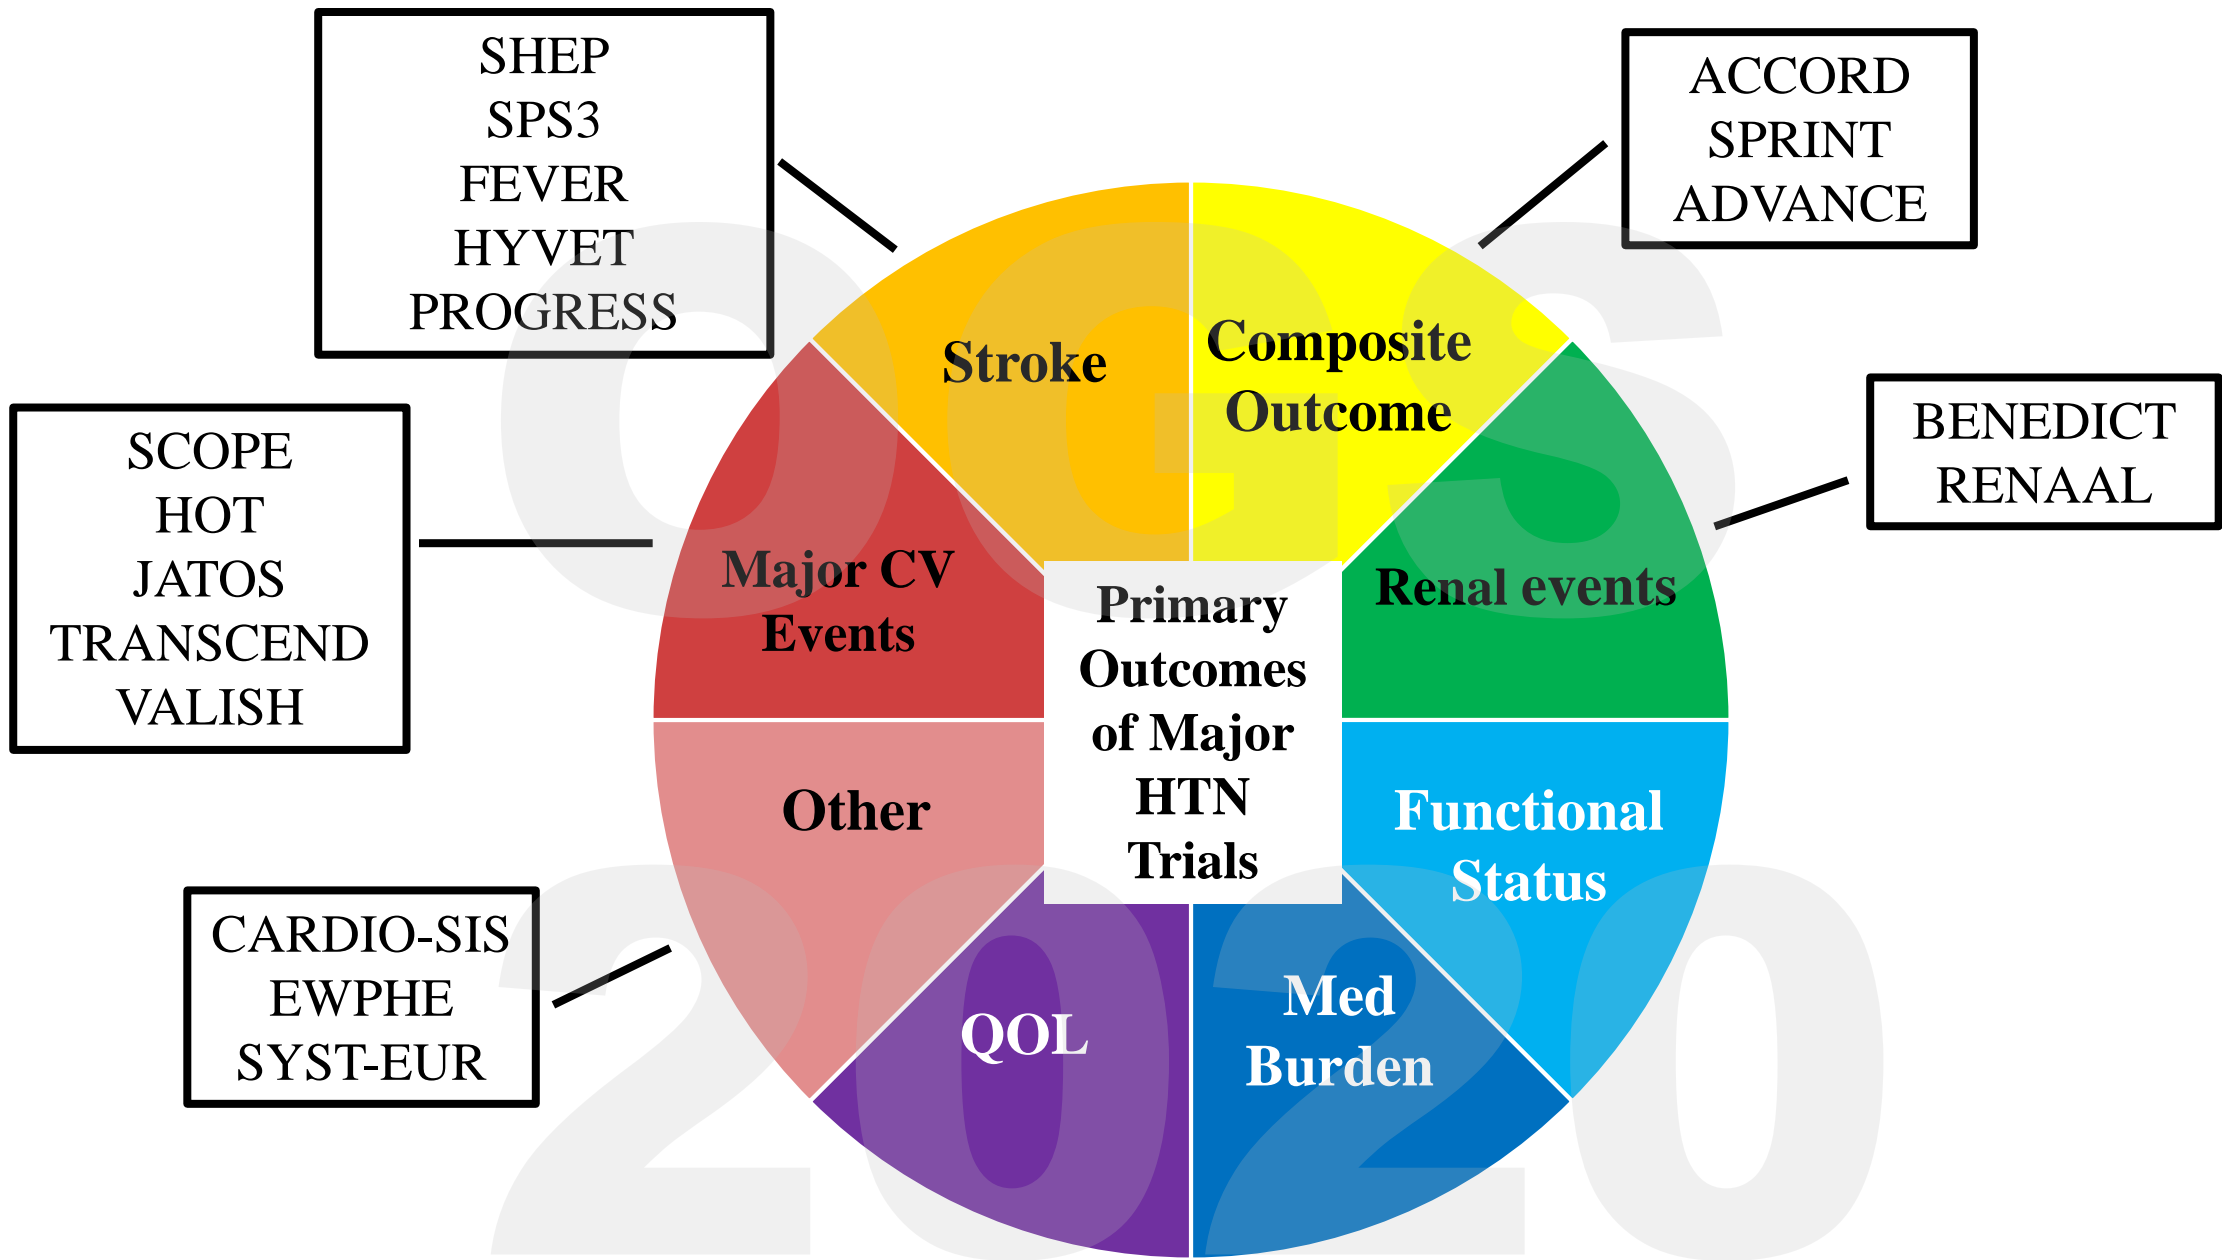 SHEP
SPS3
FEVER
HYVET
PROGRESS
ACCORD
SPRINT
ADVANCE
SCOPE
HOT
JATOS
TRANSCEND
VALISH
BENEDICT
RENAAL
CARDIO-SIS
EWPHE
SYST-EUR
Stroke
Composite
Outcome
Major CV
Events
Renal events
Primary
Outcomes
of Major
HTN
Trials
Other
Functional
Status
QOL
Med
Burden
OGS
2020